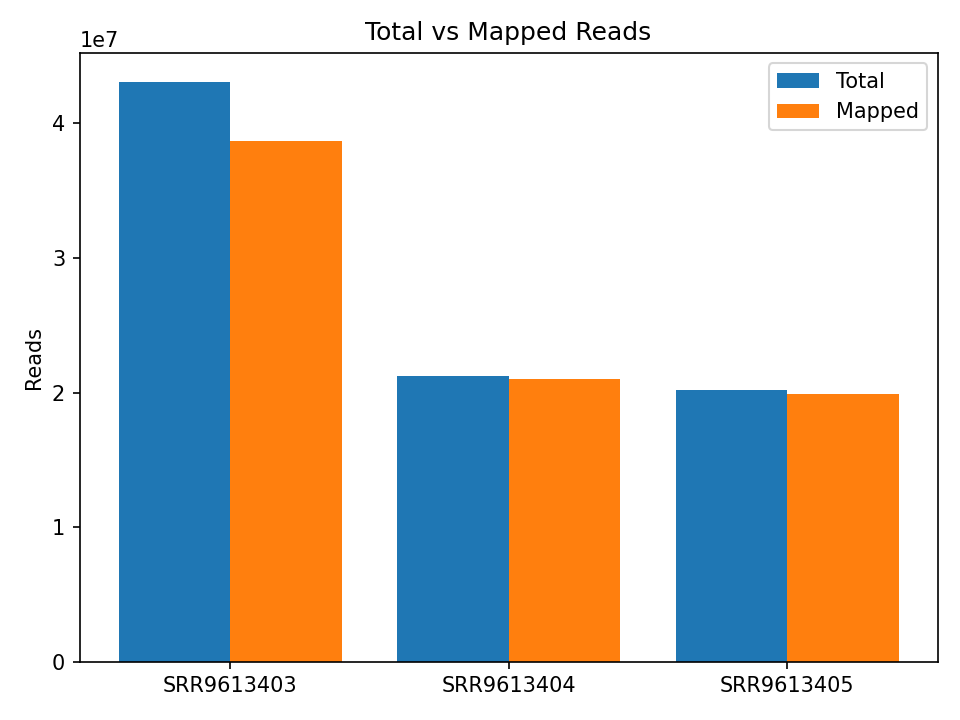 Total vs Mapped Reads
1e7
Total
Mapped
4
3
2
1
0
Reads
SRR9613403
SRR9613404
SRR9613405